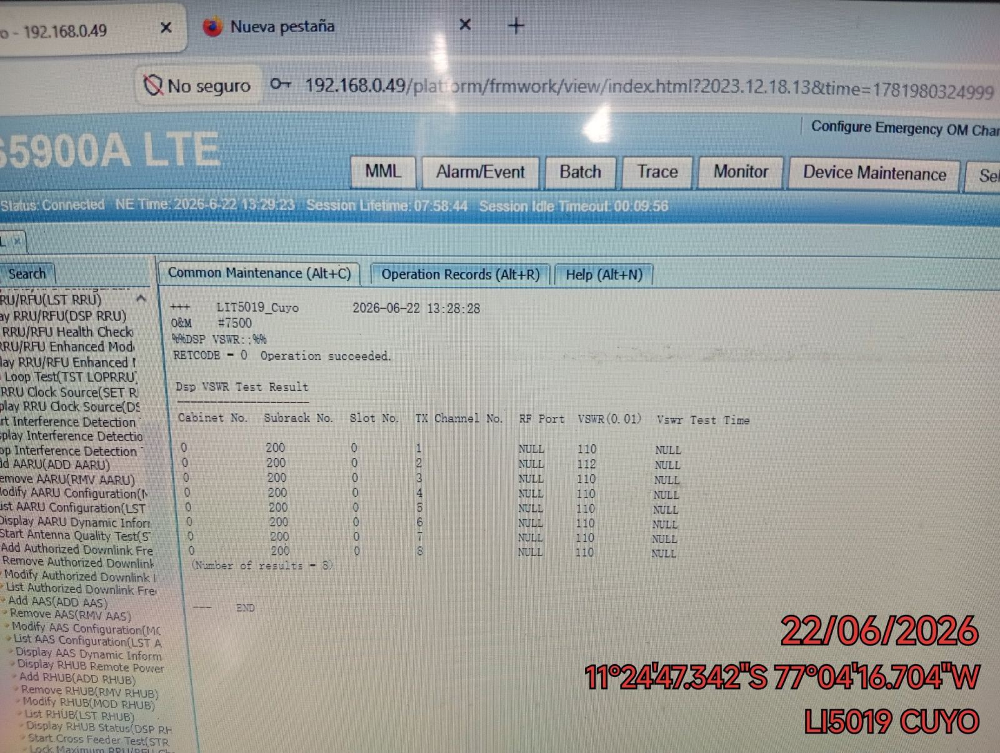 - 192.168.0.49 × Nueva pestaña × +
No seguro 192.168.0.49/platform/frmwork/view/index.html?2023.12.18.13&time=1781980324999
Configure Emergency OM
5900A LTE
MML Alarm/Event Batch Trace Monitor Device Maintenance
Status: Connected NE Time: 2026-6-22 13:29:23 Session Lifetime: 07:58:44 Session Idle Timeout: 00:09:56
Search
Common Maintenance (Alt+C) Operation Records (Alt+R) Help (Alt+N)
RU/RFU(LST RRU)
ay RRU/RFU(DSP RRU)
RRU/RFU Health Check
RRU/RFU Enhanced Mod
lay RRU/RFU Enhanced
Loop Test(TST LOPRRU
RRU Clock Source(SET R
play RRU Clock Source(DS
rt Interference Detection
splay Interference Detectio
op Interference Detection
dd AARU(ADD AARU)
emove AARU(RMV AARU)
Modify AARU Configuration(
ist AARU Configuration(LST
Display AARU Dynamic Infor
Start Antenna Quality Test(S
Add Authorized Downlink Fre
Remove Authorized Downlink
Modify Authorized Downlink
List Authorized Downlink Fre
Add AAS(ADD AAS)
Remove AAS(RMV AAS)
Modify AAS Configuration(MO
List AAS Configuration(LST A
Display AAS Dynamic Inform
Display RHUB Remote Power
Add RHUB(ADD RHUB)
Remove RHUB(RMV RHUB)
Modify RHUB(MOD RHUB)
List RHUB(LST RHUB)
Display RHUB Status(DSP RH
Start Cross Feeder Test(STR
Lock Maximum RRU/RFU
+++ LIT5019_Cuyo 2026-06-22 13:28:28
O&M #7500
%%DSP VSWR:;%%
RETCODE = 0 Operation succeeded.
Dsp VSWR Test Result
--------------------
Cabinet No. Subrack No. Slot No. TX Channel No. RF Port VSWR(0.01) Vswr Test Time
0 200 0 1 NULL 110 NULL
0 200 0 2 NULL 112 NULL
0 200 0 3 NULL 110 NULL
0 200 0 4 NULL 110 NULL
0 200 0 5 NULL 110 NULL
0 200 0 6 NULL 110 NULL
0 200 0 7 NULL 110 NULL
0 200 0 8 NULL 110 NULL
(Number of results = 8)
--- END
22/06/2026
11°24'47.342"S 77°04'16.704"W
LI5019 CUYO